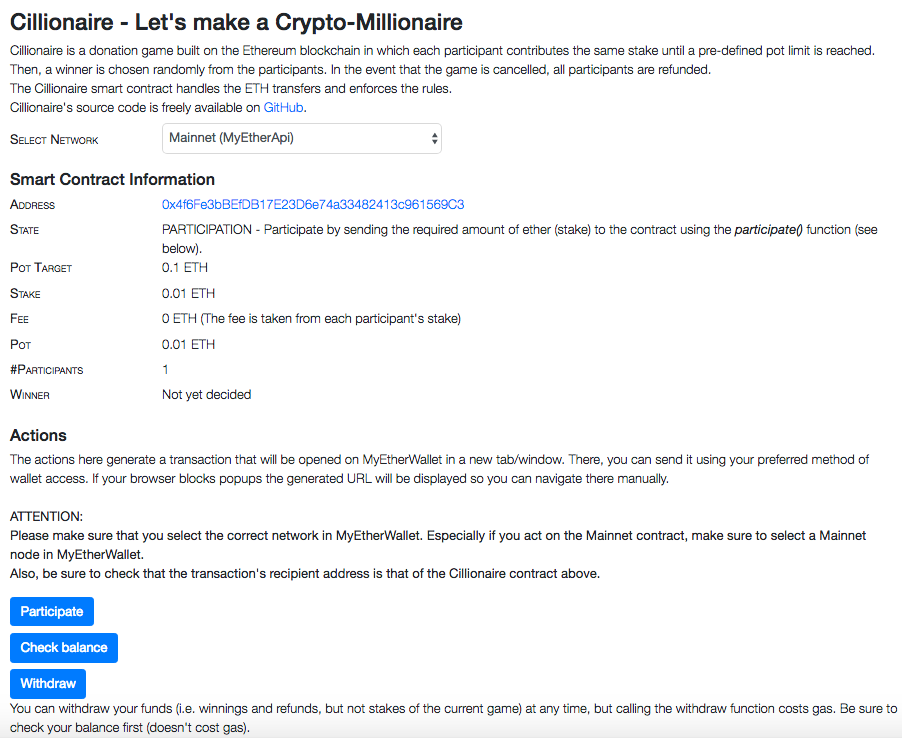 Cillionaire - Let's make a Crypto-Millionaire
Cillionaire is a donation game built on the Ethereum blockchain in which each participant contributes the same stake until a pre-defined pot limit is reached.
Then, a winner is chosen randomly from the participants. In the event that the game is cancelled, all participants are refunded.
The Cillionaire smart contract handles the ETH transfers and enforces the rules.
Cillionaire's source code is freely available on GitHub.
Select Network Mainnet (MyEtherApi)
Smart Contract Information
Address 0x4f6Fe3bBEfDB17E23D6e74a33482413c961569C3
State PARTICIPATION - Participate by sending the required amount of ether (stake) to the contract using the participate() function (see
below).
Pot Target 0.1 ETH
Stake 0.01 ETH
Fee 0 ETH (The fee is taken from each participant's stake)
Pot 0.01 ETH
#Participants 1
Winner Not yet decided
Actions
The actions here generate a transaction that will be opened on MyEtherWallet in a new tab/window. There, you can send it using your preferred method of
wallet access. If your browser blocks popups the generated URL will be displayed so you can navigate there manually.
ATTENTION:
Please make sure that you select the correct network in MyEtherWallet. Especially if you act on the Mainnet contract, make sure to select a Mainnet
node in MyEtherWallet.
Also, be sure to check that the transaction's recipient address is that of the Cillionaire contract above.
Participate
Check balance
Withdraw
You can withdraw your funds (i.e. winnings and refunds, but not stakes of the current game) at any time, but calling the withdraw function costs gas. Be sure to
check your balance first (doesn't cost gas).